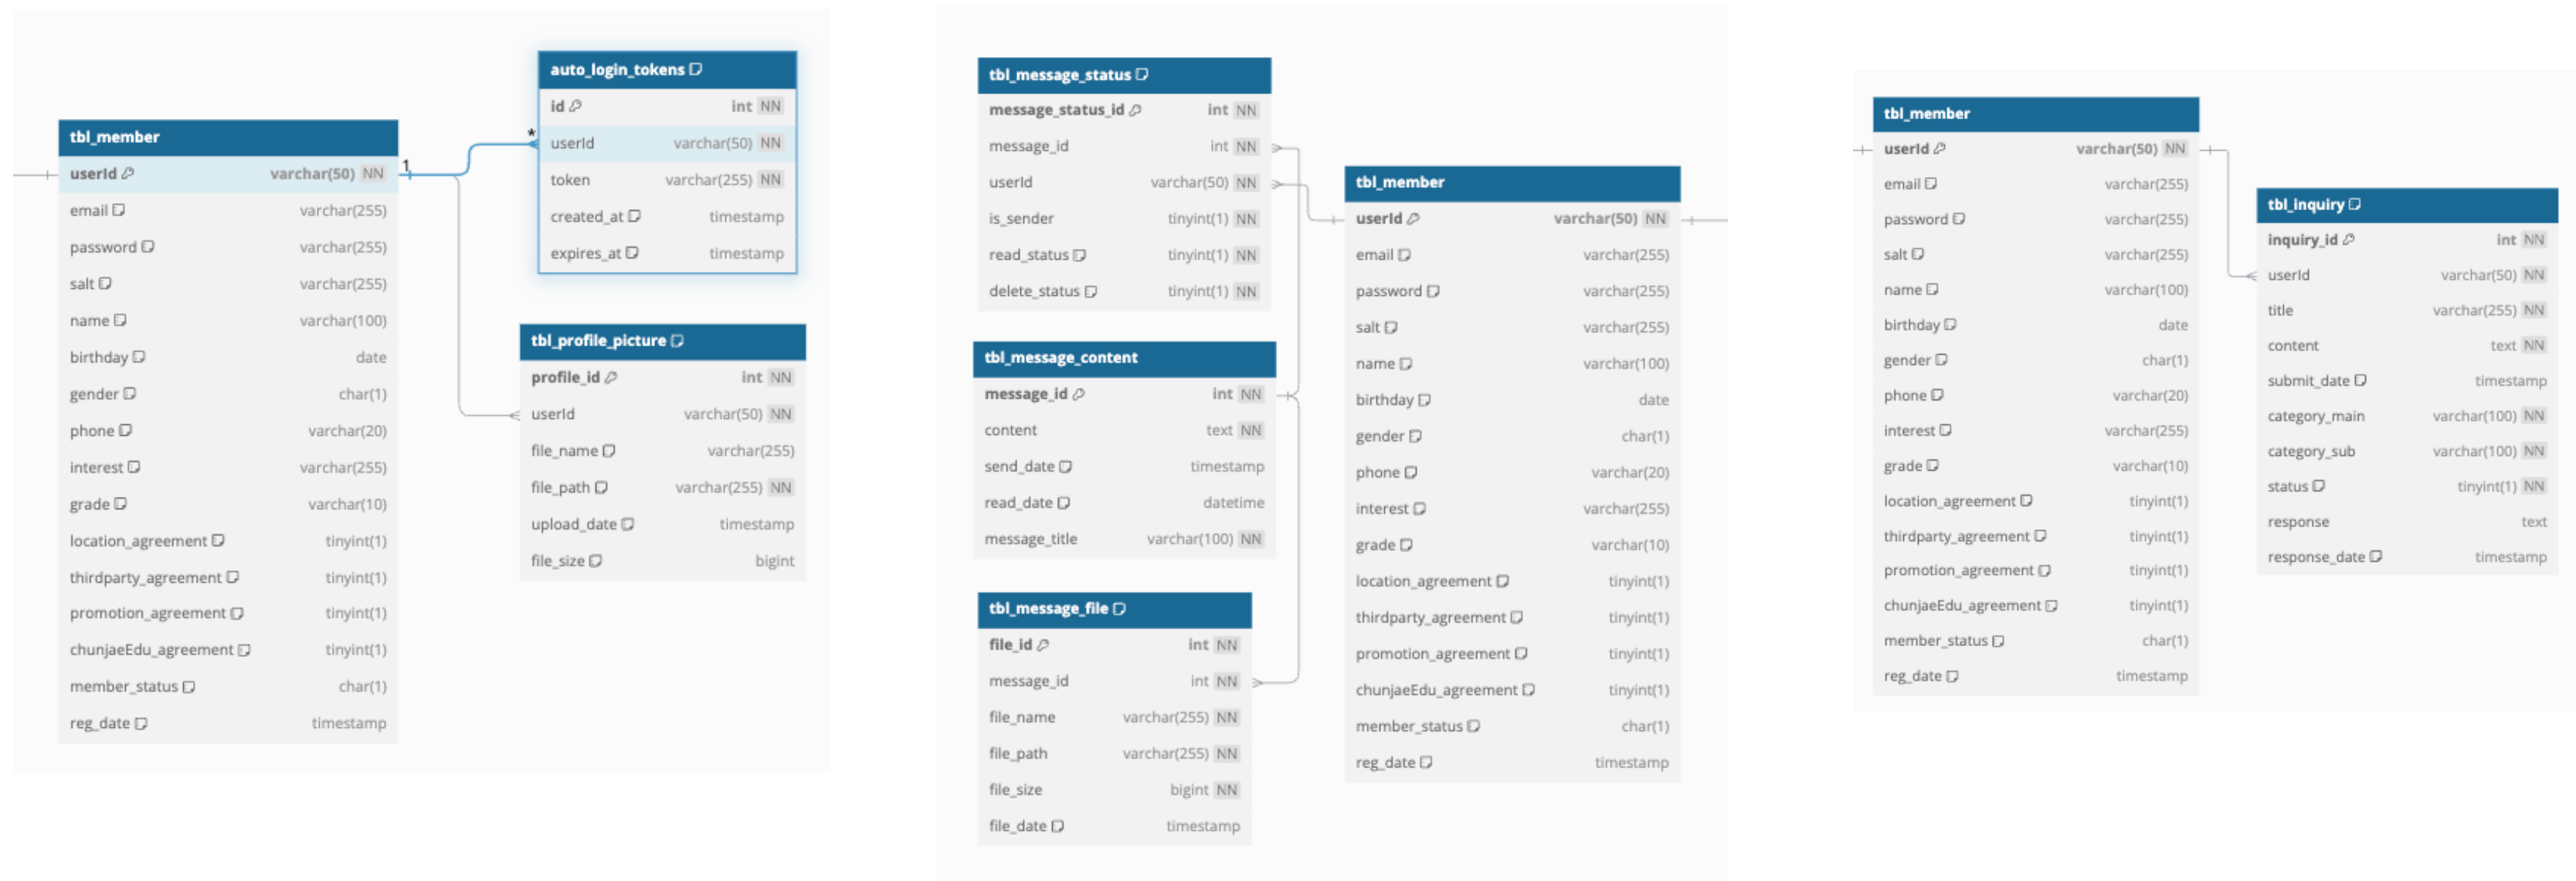 tbl_member
userId varchar(50) NN
email varchar(255)
password varchar(255)
salt varchar(255)
name varchar(100)
birthday date
gender char(1)
phone varchar(20)
interest varchar(255)
grade varchar(10)
location_agreement tinyint(1)
thirdparty_agreement tinyint(1)
promotion_agreement tinyint(1)
chunjaeEdu_agreement tinyint(1)
member_status char(1)
reg_date timestamp
1
*
auto_login_tokens
id int NN
userId varchar(50) NN
token varchar(255) NN
created_at timestamp
expires_at timestamp
tbl_profile_picture
profile_id int NN
userId varchar(50) NN
file_name varchar(255)
file_path varchar(255) NN
upload_date timestamp
file_size bigint
tbl_message_status
message_status_id int NN
message_id int NN
userId varchar(50) NN
is_sender tinyint(1) NN
read_status tinyint(1) NN
delete_status tinyint(1) NN
tbl_message_content
message_id int NN
content text NN
send_date timestamp
read_date datetime
message_title varchar(100) NN
tbl_message_file
file_id int NN
message_id int NN
file_name varchar(255) NN
file_path varchar(255) NN
file_size bigint NN
file_date timestamp
tbl_member
userId varchar(50) NN
email varchar(255)
password varchar(255)
salt varchar(255)
name varchar(100)
birthday date
gender char(1)
phone varchar(20)
interest varchar(255)
grade varchar(10)
location_agreement tinyint(1)
thirdparty_agreement tinyint(1)
promotion_agreement tinyint(1)
chunjaeEdu_agreement tinyint(1)
member_status char(1)
reg_date timestamp
tbl_member
userId varchar(50) NN
email varchar(255)
password varchar(255)
salt varchar(255)
name varchar(100)
birthday date
gender char(1)
phone varchar(20)
interest varchar(255)
grade varchar(10)
location_agreement tinyint(1)
thirdparty_agreement tinyint(1)
promotion_agreement tinyint(1)
chunjaeEdu_agreement tinyint(1)
member_status char(1)
reg_date timestamp
tbl_inquiry
inquiry_id int NN
userId varchar(50) NN
title varchar(255) NN
content text NN
submit_date timestamp
category_main varchar(100) NN
category_sub varchar(100) NN
status tinyint(1) NN
response text
response_date timestamp